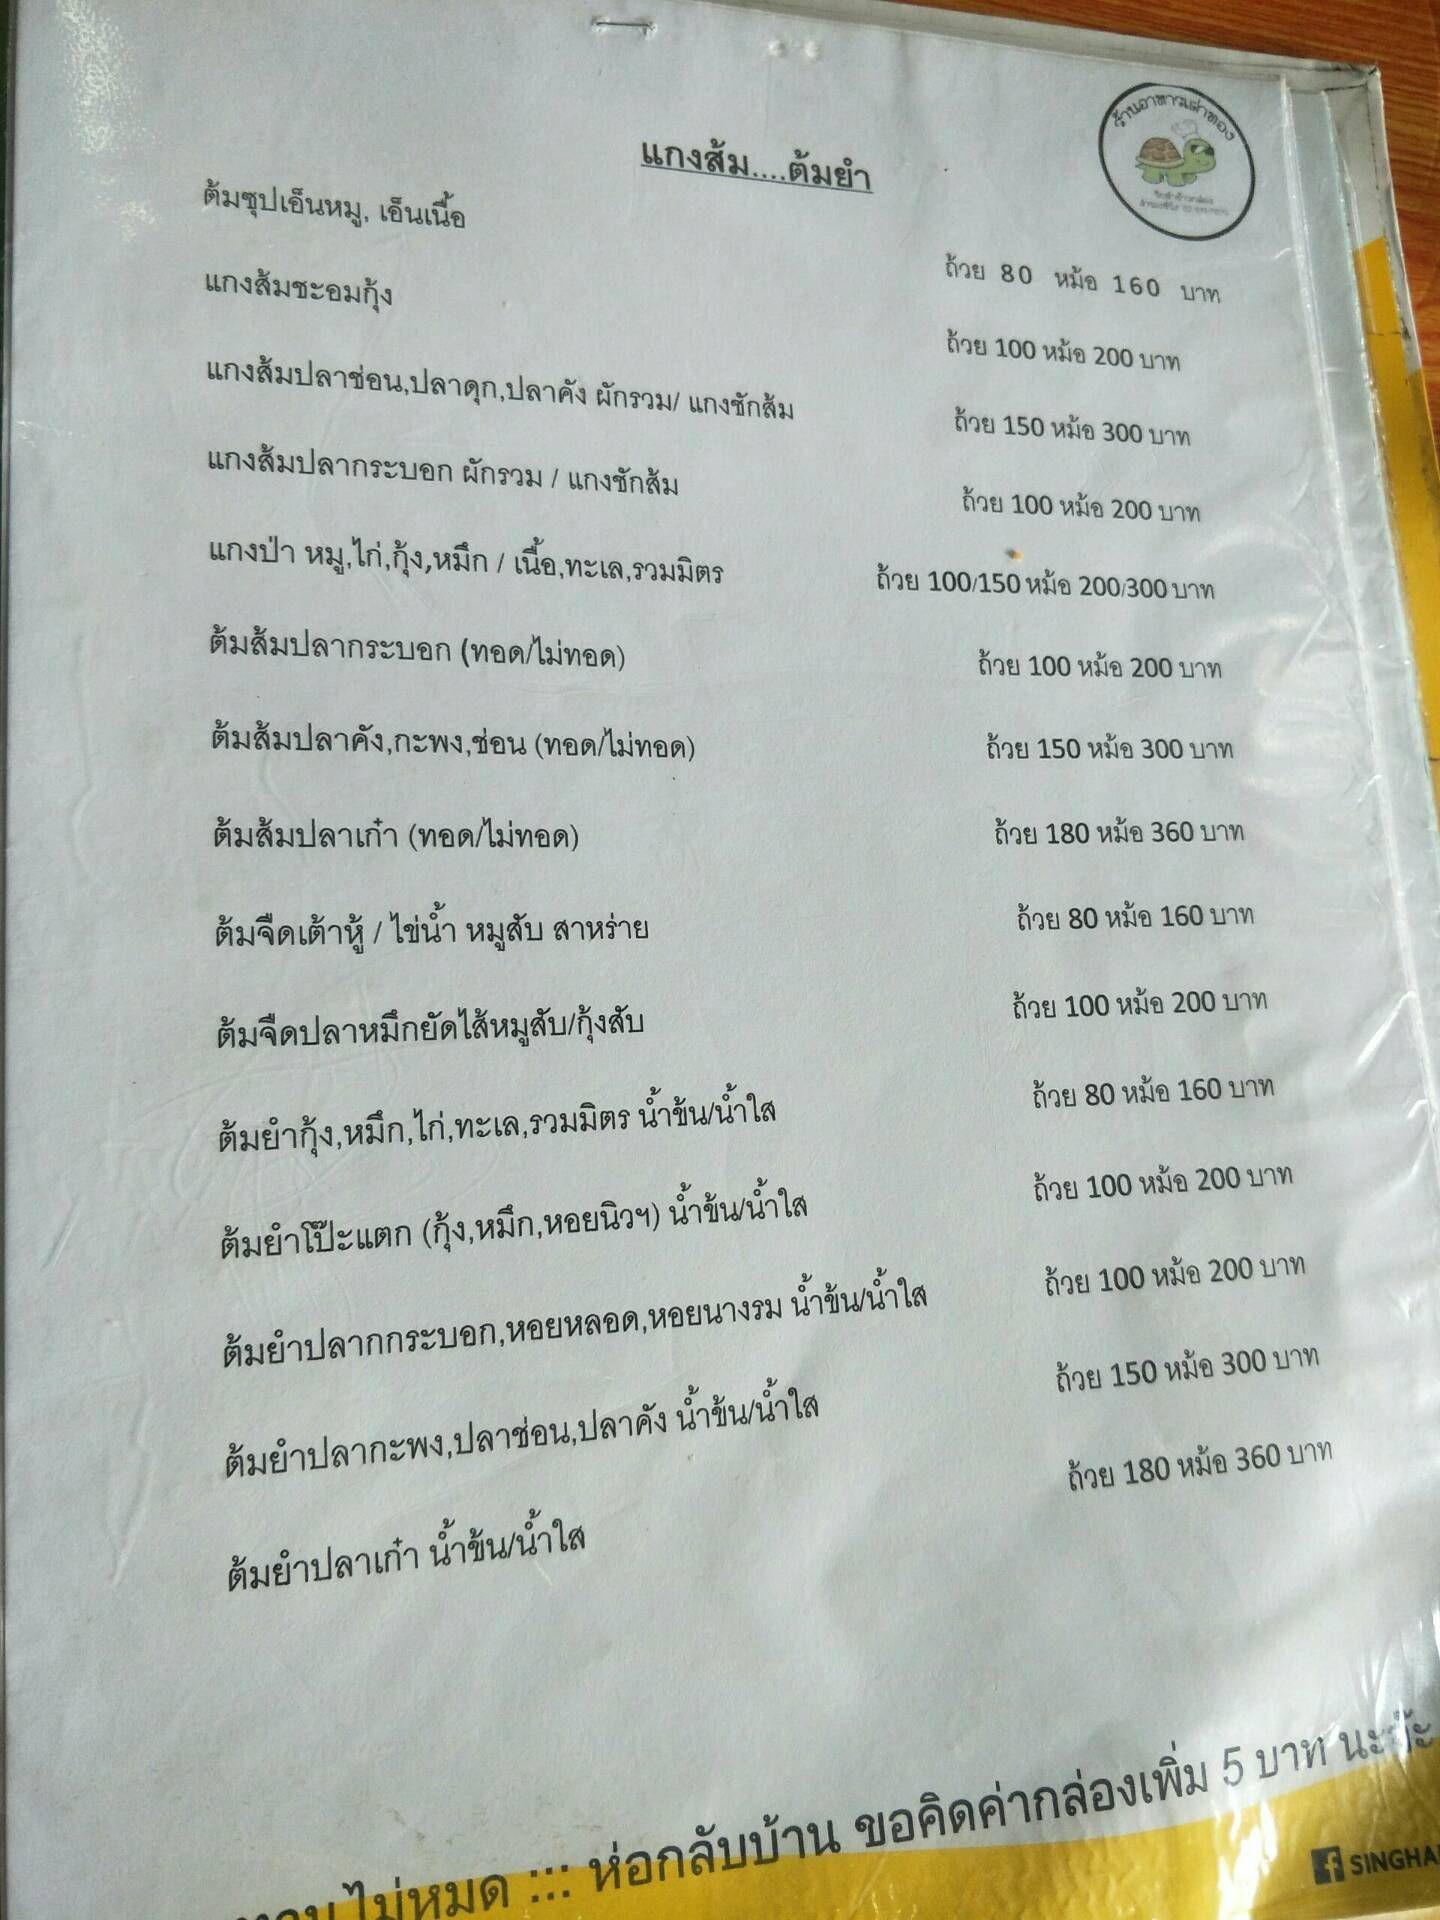 ร้านอาหารเต่าทอง
แกงส้ม....ต้มยำ
ต้มซุปเอ็นหมู, เอ็นเนื้อ ถ้วย 80 หม้อ 160 บาท
แกงส้มชะอมกุ้ง ถ้วย 100 หม้อ 200 บาท
แกงส้มปลาช่อน,ปลาดุก,ปลาคัง ผักรวม/ แกงชักส้ม ถ้วย 150 หม้อ 300 บาท
แกงส้มปลากระบอก ผักรวม / แกงชักส้ม ถ้วย 100 หม้อ 200 บาท
แกงป่า หมู,ไก่,กุ้ง,หมึก / เนื้อ,ทะเล,รวมมิตร ถ้วย 100/150 หม้อ 200/300 บาท
ต้มส้มปลากระบอก (ทอด/ไม่ทอด) ถ้วย 100 หม้อ 200 บาท
ต้มส้มปลาคัง,กะพง,ช่อน (ทอด/ไม่ทอด) ถ้วย 150 หม้อ 300 บาท
ต้มส้มปลาเก๋า (ทอด/ไม่ทอด) ถ้วย 180 หม้อ 360 บาท
ต้มจืดเต้าหู้ / ไข่น้ำ หมูสับ สาหร่าย ถ้วย 80 หม้อ 160 บาท
ต้มจืดปลาหมึกยัดไส้หมูสับ/กุ้งสับ ถ้วย 100 หม้อ 200 บาท
ต้มยำกุ้ง,หมึก,ไก่,ทะเล,รวมมิตร น้ำข้น/น้ำใส ถ้วย 80 หม้อ 160 บาท
ต้มยำโป๊ะแตก (กุ้ง,หมึก,หอยนิวฯ) น้ำข้น/น้ำใส ถ้วย 100 หม้อ 200 บาท
ต้มยำปลากกระบอก,หอยหลอด,หอยนางรม น้ำข้น/น้ำใส ถ้วย 100 หม้อ 200 บาท
ต้มยำปลากะพง,ปลาช่อน,ปลาคัง น้ำข้น/น้ำใส ถ้วย 150 หม้อ 300 บาท
ต้มยำปลาเก๋า น้ำข้น/น้ำใส ถ้วย 180 หม้อ 360 บาท
ไม่หมด ::: ห่อกลับบ้าน ขอคิดค่ากล่องเพิ่ม 5 บาท
SINGHA